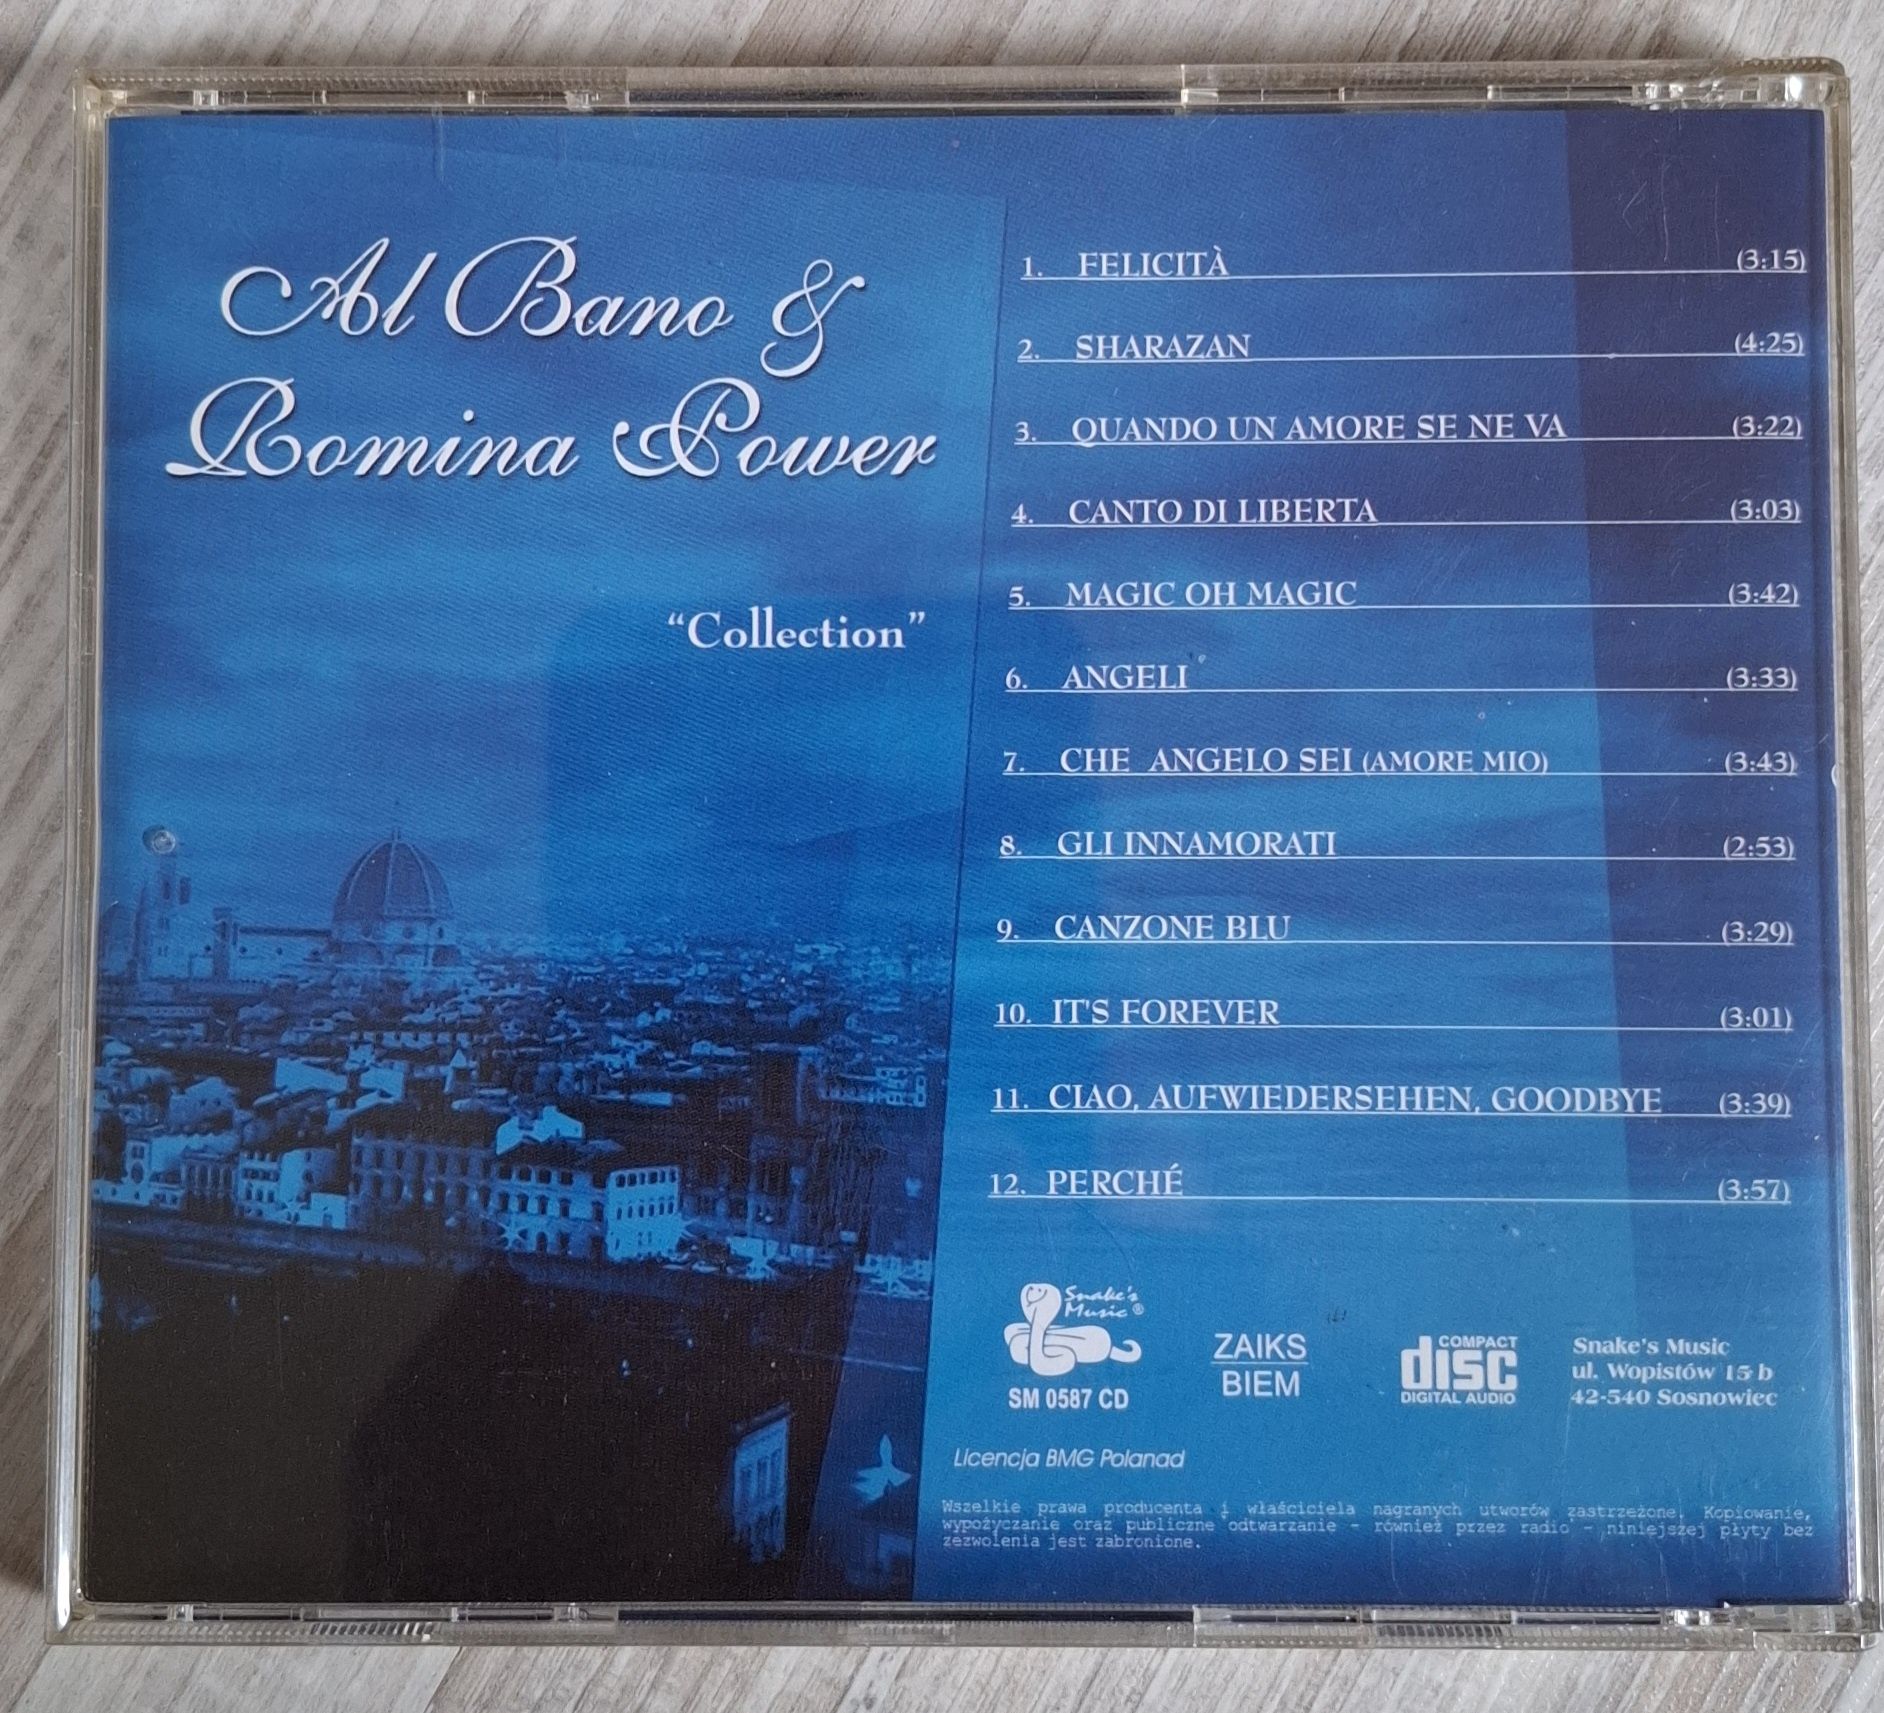 Al Bano &
Romina Power
"Collection"
1. FELICITÀ (3:15)
2. SHARAZAN (4:25)
3. QUANDO UN AMORE SE NE VA (3:22)
4. CANTO DI LIBERTA (3:03)
5. MAGIC OH MAGIC (3:42)
6. ANGELI (3:33)
7. CHE ANGELO SEI (AMORE MIO) (3:43)
8. GLI INNAMORATI (2:53)
9. CANZONE BLU (3:29)
10. IT'S FOREVER (3:01)
11. CIAO, AUFWIEDERSEHEN, GOODBYE (3:39)
12. PERCHÉ (3:57)
Snake's
Music ®
SM 0587 CD
ZAIKS
BIEM
COMPACT
disc
DIGITAL AUDIO
Snake's Music
ul. Wopistów 15 b
42-540 Sosnowiec
Licencja BMG Polanad
Wszelkie prawa producenta i właściciela nagranych utworów zastrzeżone. Kopiowanie,
wypożyczanie oraz publiczne odtwarzanie - również przez radio - niniejszej płyty bez
zezwolenia jest zabronione.